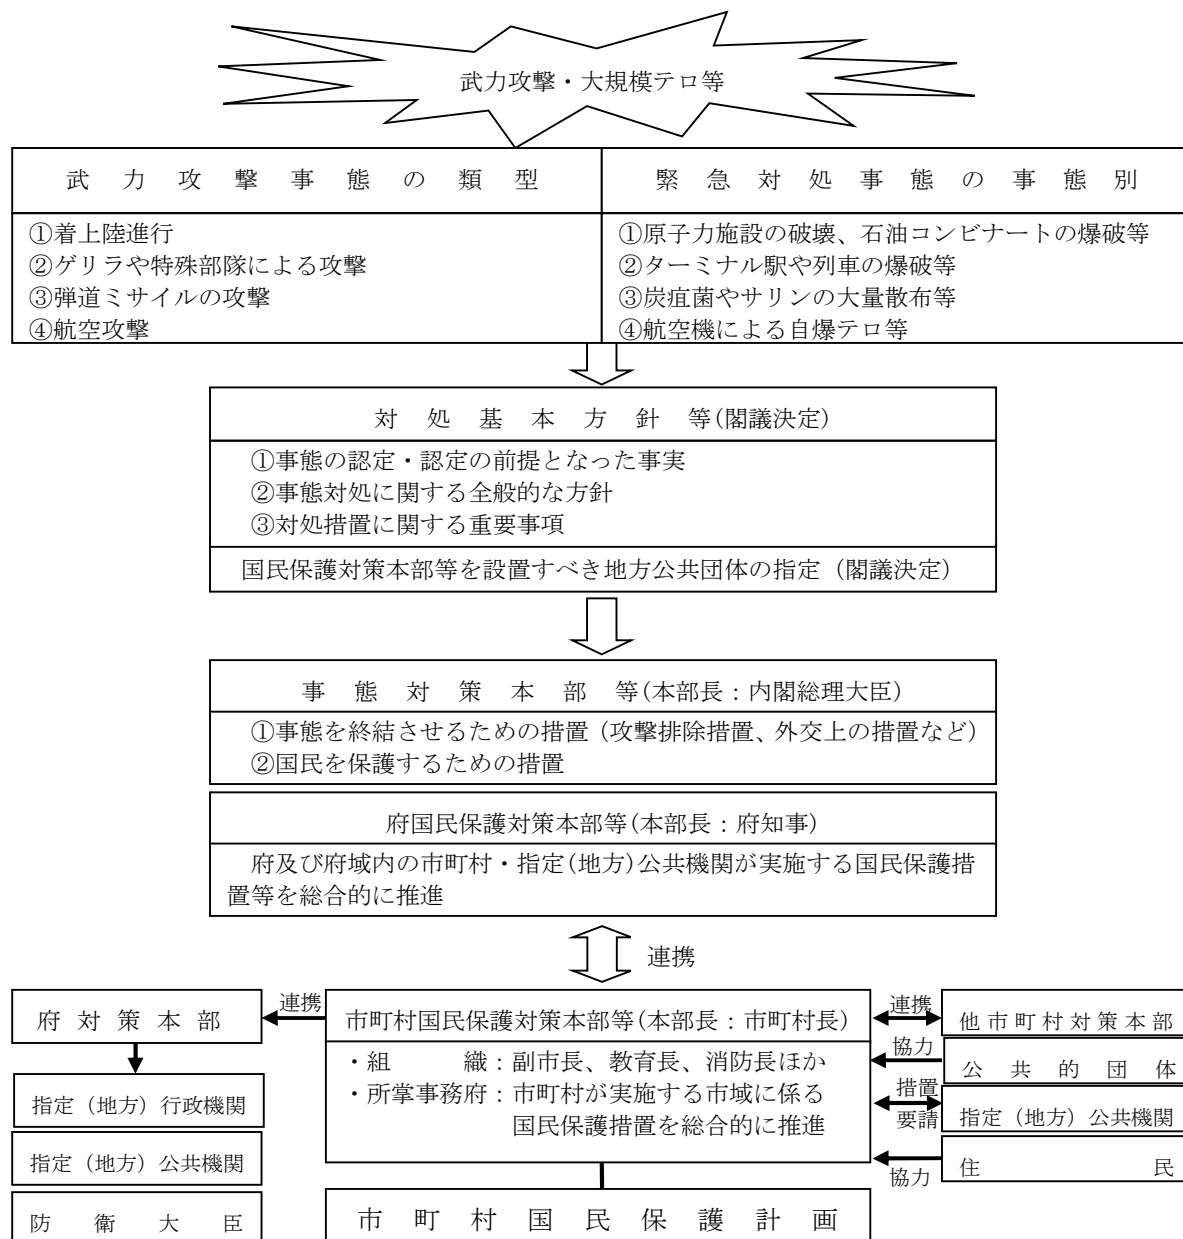 武力攻撃・大規模テロ等
武力攻撃事態の類型
①着上陸進行
②ゲリラや特殊部隊による攻撃
③弾道ミサイルの攻撃
④航空攻撃
緊急対処事態の事態別
①原子力施設の破壊、石油コンビナートの爆破等
②ターミナル駅や列車の爆破等
③炭疽菌やサリンの大量散布等
④航空機による自爆テロ等
対処基本方針等(閣議決定)
①事態の認定・認定の前提となった事実
②事態対処に関する全般的な方針
③対処措置に関する重要事項
国民保護対策本部等を設置すべき地方公共団体の指定（閣議決定）
事態対策本部等(本部長：内閣総理大臣)
①事態を終結させるための措置（攻撃排除措置、外交上の措置など）
②国民を保護するための措置
府国民保護対策本部等(本部長：府知事)
府及び府域内の市町村・指定(地方)公共機関が実施する国民保護措
置等を総合的に推進
連携
府対策本部
連携
指定（地方）行政機関
指定（地方）公共機関
防衛大臣
市町村国民保護対策本部等(本部長：市町村長)
・組織：副市長、教育長、消防長ほか
・所掌事務府：市町村が実施する市域に係る
国民保護措置を総合的に推進
市町村国民保護計画
連携
他市町村対策本部
協力
公共的団体
措置
要請
指定（地方）公共機関
協力
住民